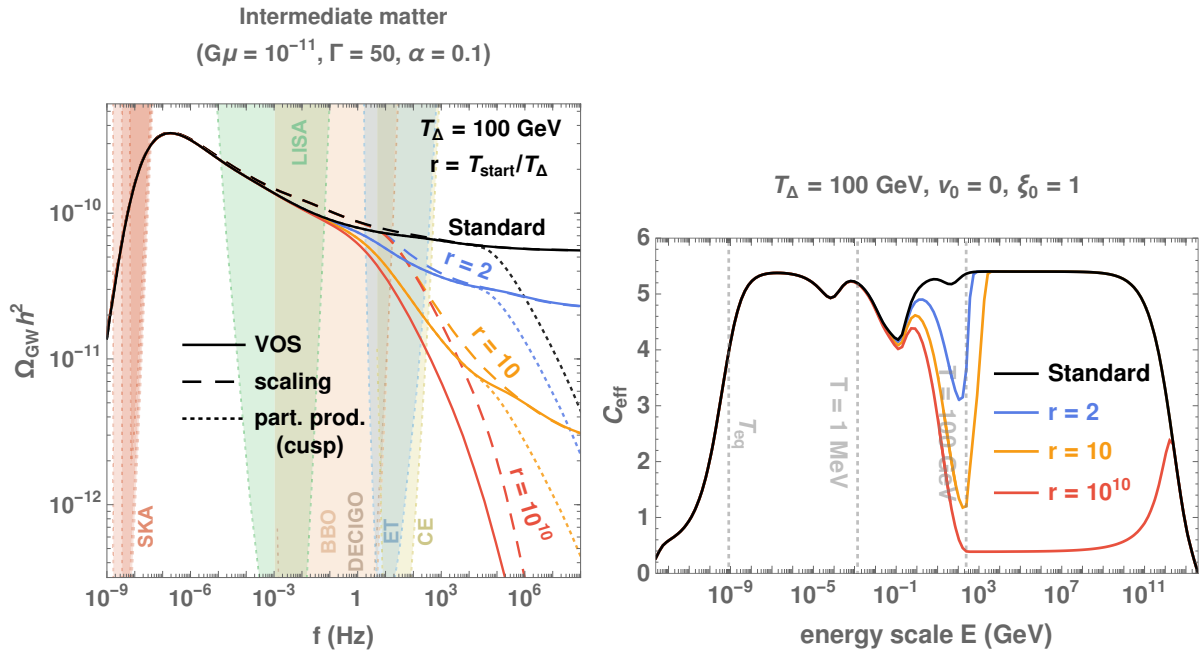 Intermediate matter
(Gμ = 10⁻¹¹, Γ = 50, α = 0.1)
T_Δ = 100 GeV
r = T_start/T_Δ
LISA
Standard
r = 2
r = 10
r = 10¹⁰
VOS
scaling
part. prod.
(cusp)
SKA
BBO
DECIGO
ET
CE
Ω_GW h²
10⁻¹⁰
10⁻¹¹
10⁻¹²
10⁻⁹ 10⁻⁶ 10⁻³ 1 10³ 10⁶
f (Hz)
T_Δ = 100 GeV, v₀ = 0, ξ₀ = 1
C_eff
6
5
4
3
2
1
0
T_eq
T = 1 MeV
T = 100 GeV
Standard
r = 2
r = 10
r = 10¹⁰
10⁻⁹ 10⁻⁵ 10⁻¹ 10³ 10⁷ 10¹¹
energy scale E (GeV)